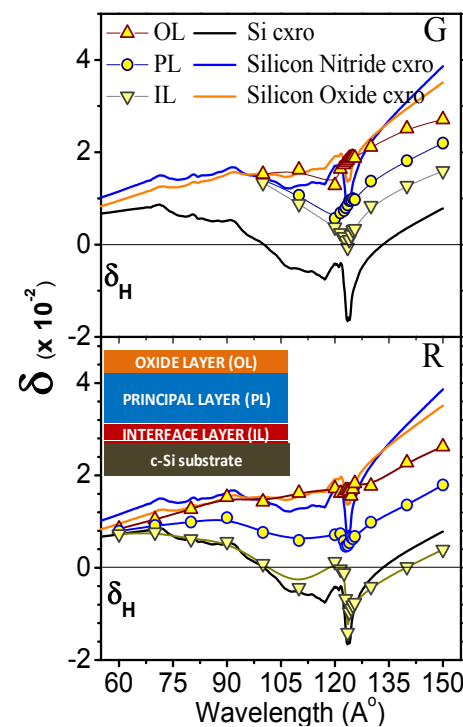 G
OL Si cxro
PL Silicon Nitride cxro
IL Silicon Oxide cxro
4
2
0
-2
δH
δ (x 10⁻²)
R
OXIDE LAYER (OL)
PRINCIPAL LAYER (PL)
INTERFACE LAYER (IL)
c-Si substrate
4
2
0
-2
δH
60 75 90 105 120 135 150
Wavelength (A°)